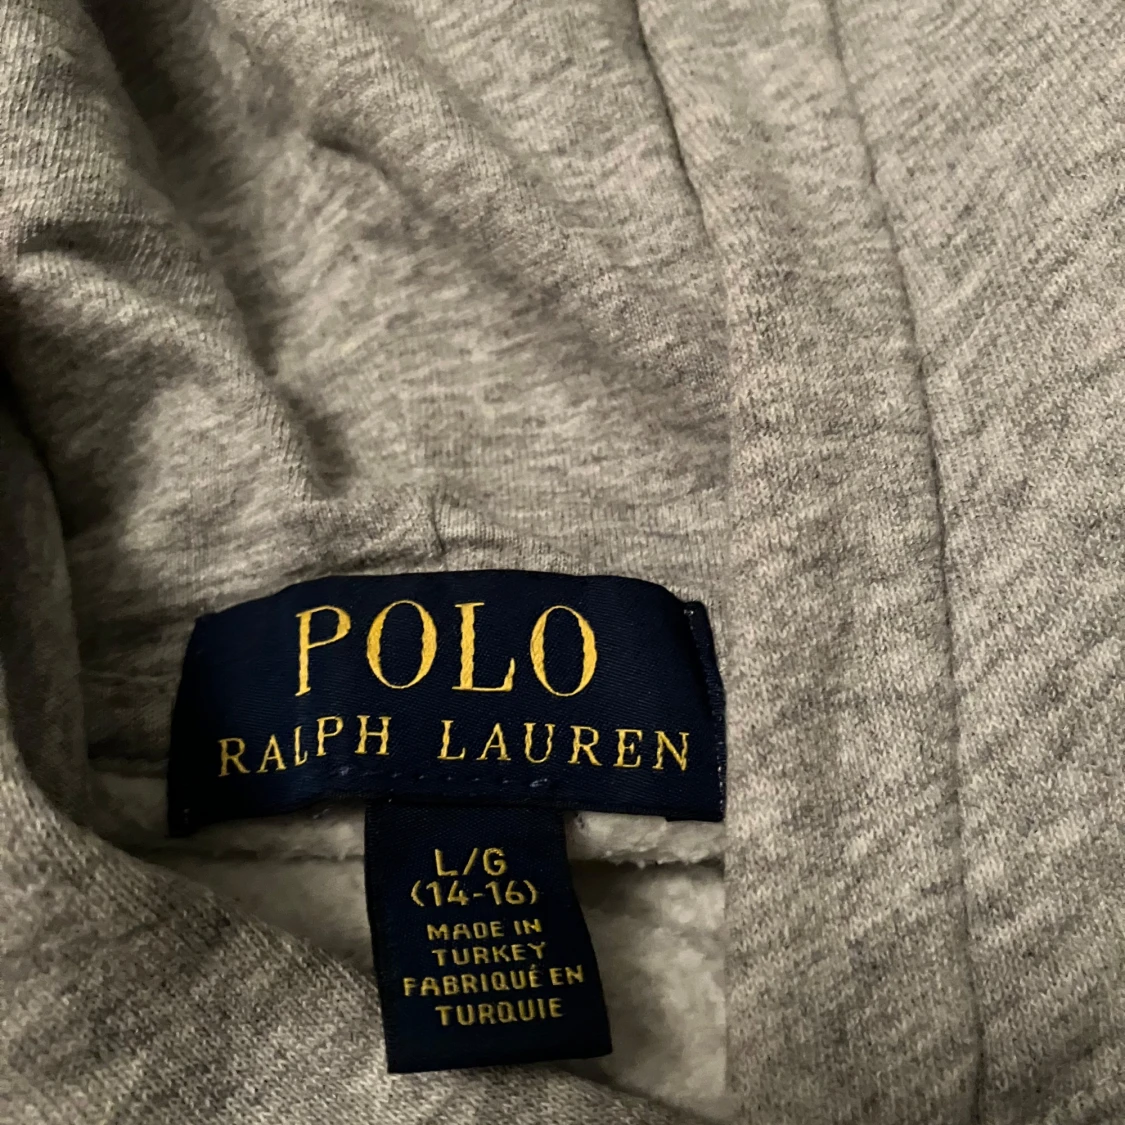 POLO
RALPH LAUREN
L/G
(14-16)
MADE IN
TURKEY
FABRIQUÉ EN
TURQUIE